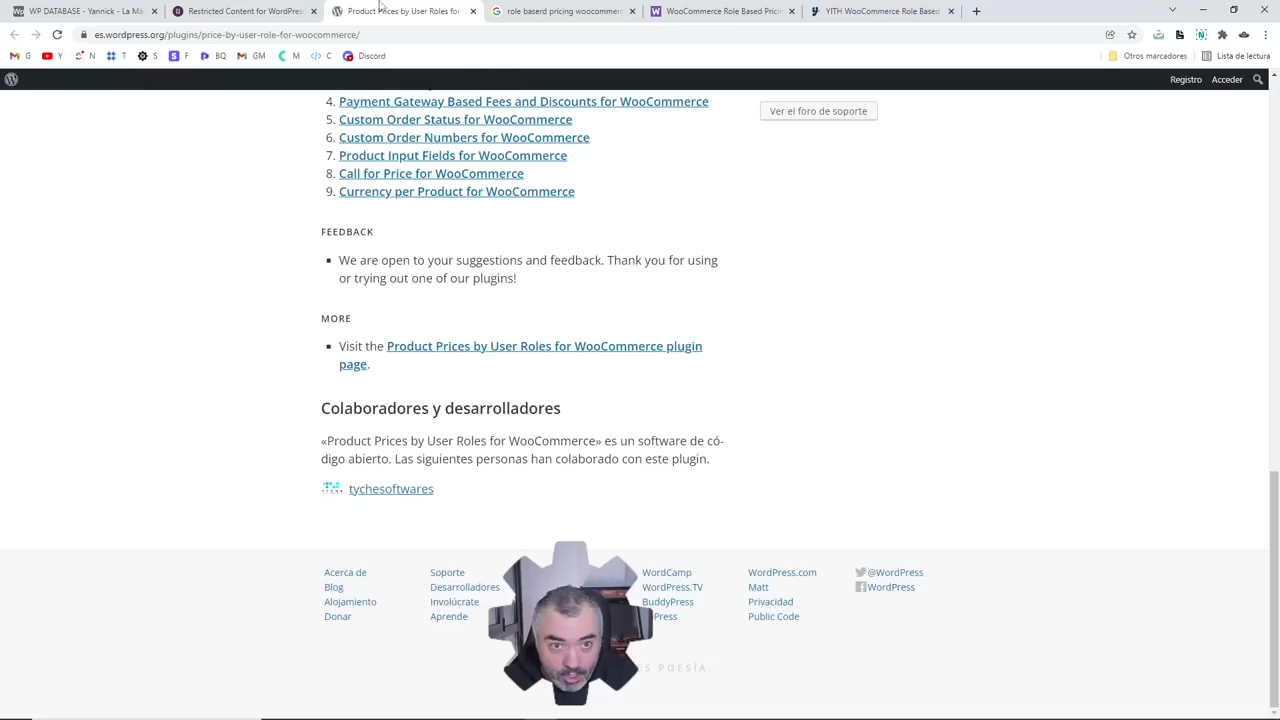 WP DATABASE - Yannick - La Má
Restricted Content for WordPres
Product Prices by User Roles for
role baserd pricing woocommerc
WooCommerce Role Based Pricin
YITH WooCommerce Role Based
es.wordpress.org/plugins/price-by-user-role-for-woocommerce/
G Y N T S F BQ GM M C Discord
Otros marcadores
Lista de lectura
Registro Acceder
4. Payment Gateway Based Fees and Discounts for WooCommerce
Ver el foro de soporte
5. Custom Order Status for WooCommerce
6. Custom Order Numbers for WooCommerce
7. Product Input Fields for WooCommerce
8. Call for Price for WooCommerce
9. Currency per Product for WooCommerce
FEEDBACK
We are open to your suggestions and feedback. Thank you for using
or trying out one of our plugins!
MORE
Visit the Product Prices by User Roles for WooCommerce plugin
page.
Colaboradores y desarrolladores
«Product Prices by User Roles for WooCommerce» es un software de có-
digo abierto. Las siguientes personas han colaborado con este plugin.
tychesoftwares
Acerca de
Blog
Alojamiento
Donar
Soporte
Desarrolladores
Involúcrate
Aprende
WordCamp
WordPress.TV
BuddyPress
Press
WordPress.com
Matt
Privacidad
Public Code
@WordPress
WordPress
ES POESÍA.